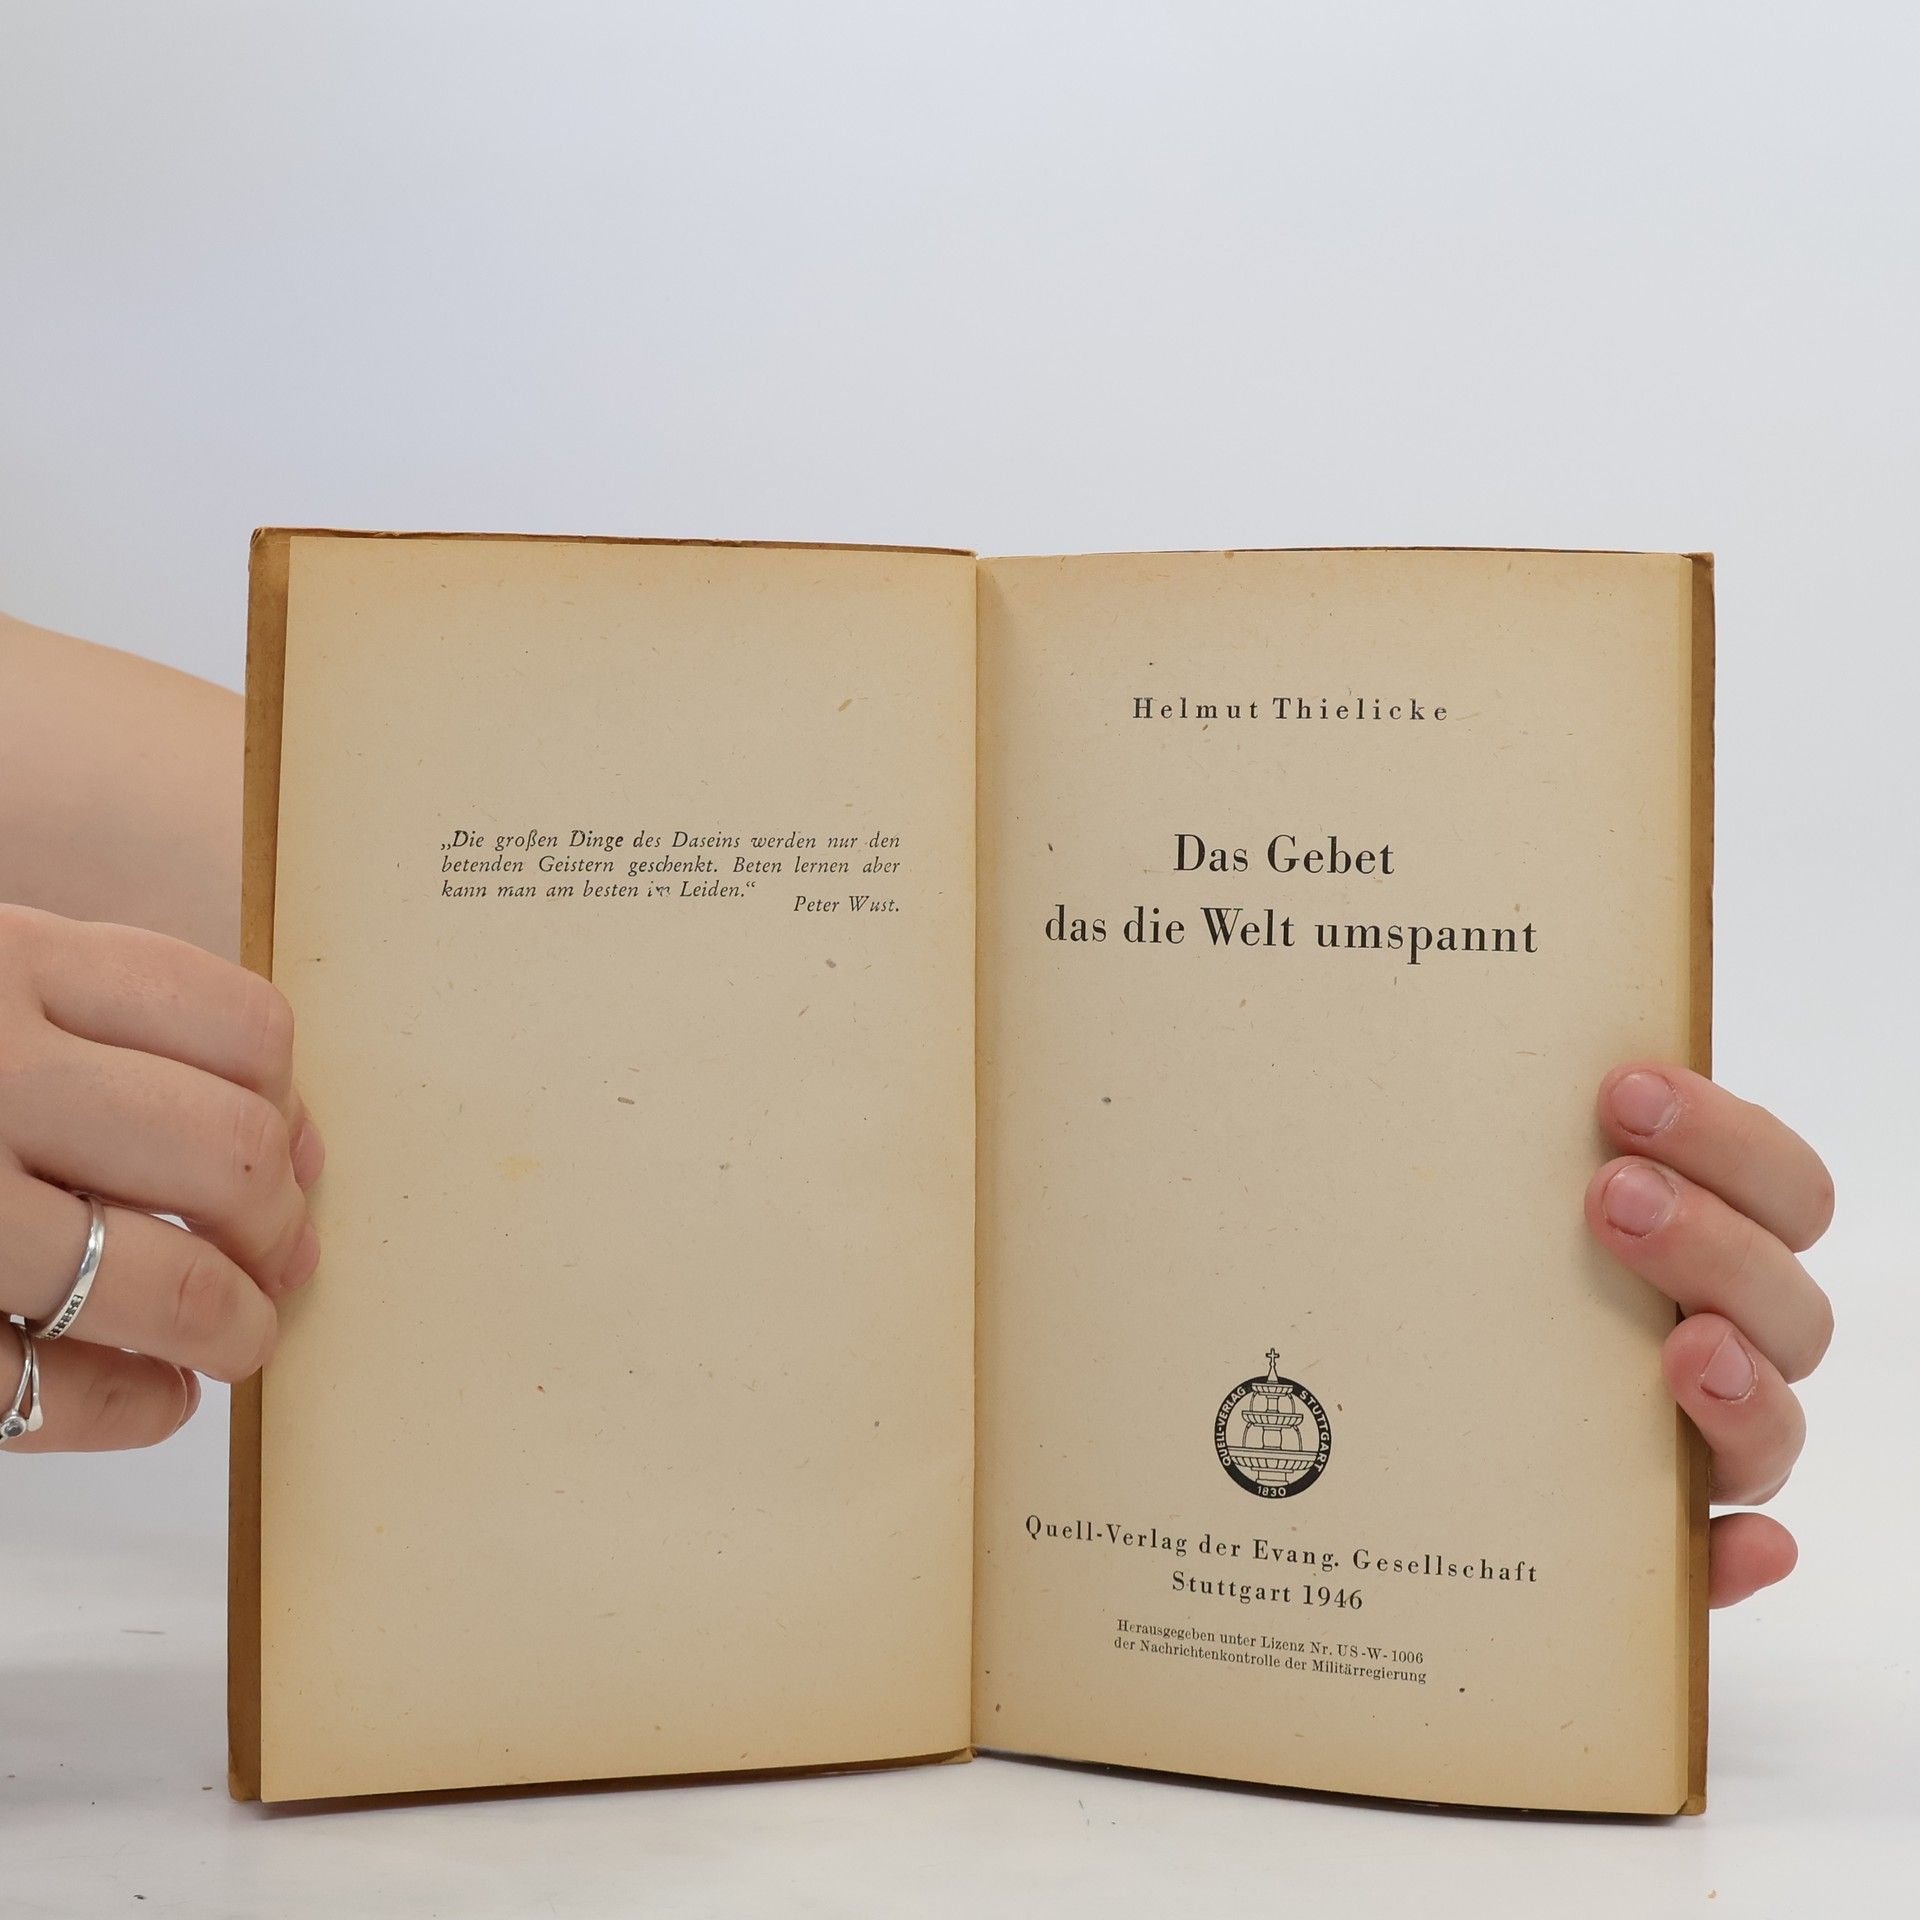 „Die großen Dinge des Daseins werden nur den
betenden Geistern geschenkt. Beten lernen aber
kann man am besten im Leiden.“
Peter Wust.
Helmut Thielicke
Das Gebet
das die Welt umspannt
QUELL-VERLAG STUTTGART
1830
Quell-Verlag der Evang. Gesellschaft
Stuttgart 1946
Herausgegeben unter Lizenz Nr. US-W-1006
der Nachrichtenkontrolle der Militärregierung